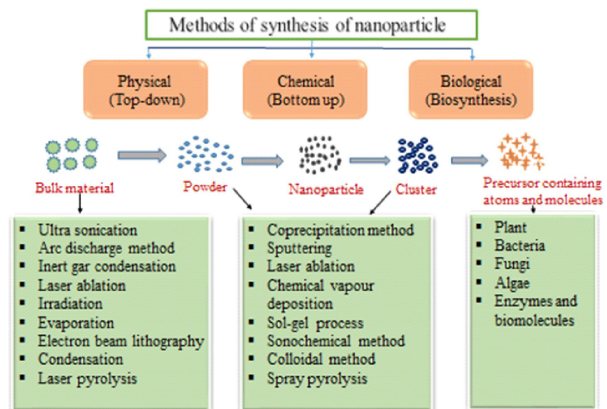 Methods of synthesis of nanoparticle
Physical
(Top-down)
Chemical
(Bottom up)
Biological
(Biosynthesis)
Bulk material
Powder
Nanoparticle
Cluster
Precursor containing
atoms and molecules
▪ Ultra sonication
▪ Arc discharge method
▪ Inert gar condensation
▪ Laser ablation
▪ Irradiation
▪ Evaporation
▪ Electron beam lithography
▪ Condensation
▪ Laser pyrolysis
▪ Coprecipitation method
▪ Sputtering
▪ Laser ablation
▪ Chemical vapour
deposition
▪ Sol-gel process
▪ Sonochemical method
▪ Colloidal method
▪ Spray pyrolysis
▪ Plant
▪ Bacteria
▪ Fungi
▪ Algae
▪ Enzymes and
biomolecules